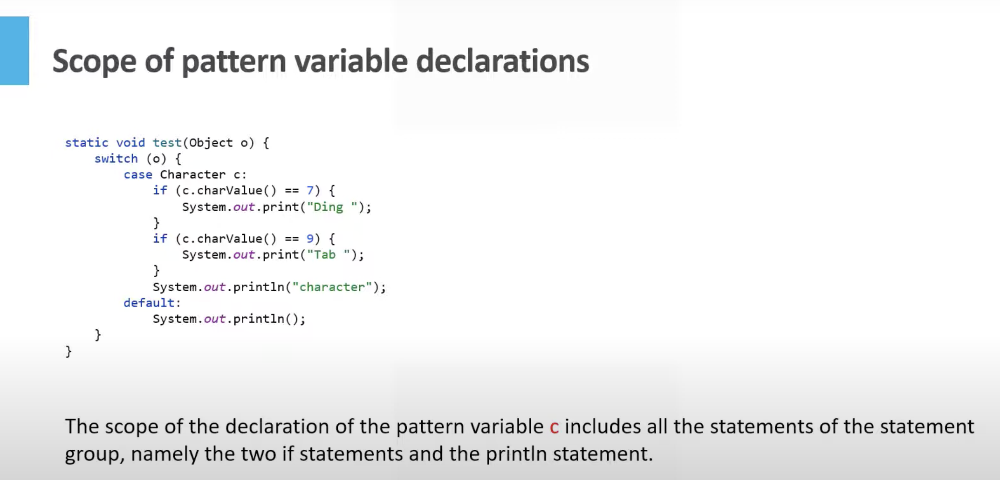 Scope of pattern variable declarations
static void test(Object o) {
    switch (o) {
        case Character c:
            if (c.charValue() == 7) {
                System.out.print("Ding ");
            }
            if (c.charValue() == 9) {
                System.out.print("Tab ");
            }
            System.out.println("character");
        default:
            System.out.println();
    }
}
The scope of the declaration of the pattern variable c includes all the statements of the statement
group, namely the two if statements and the println statement.